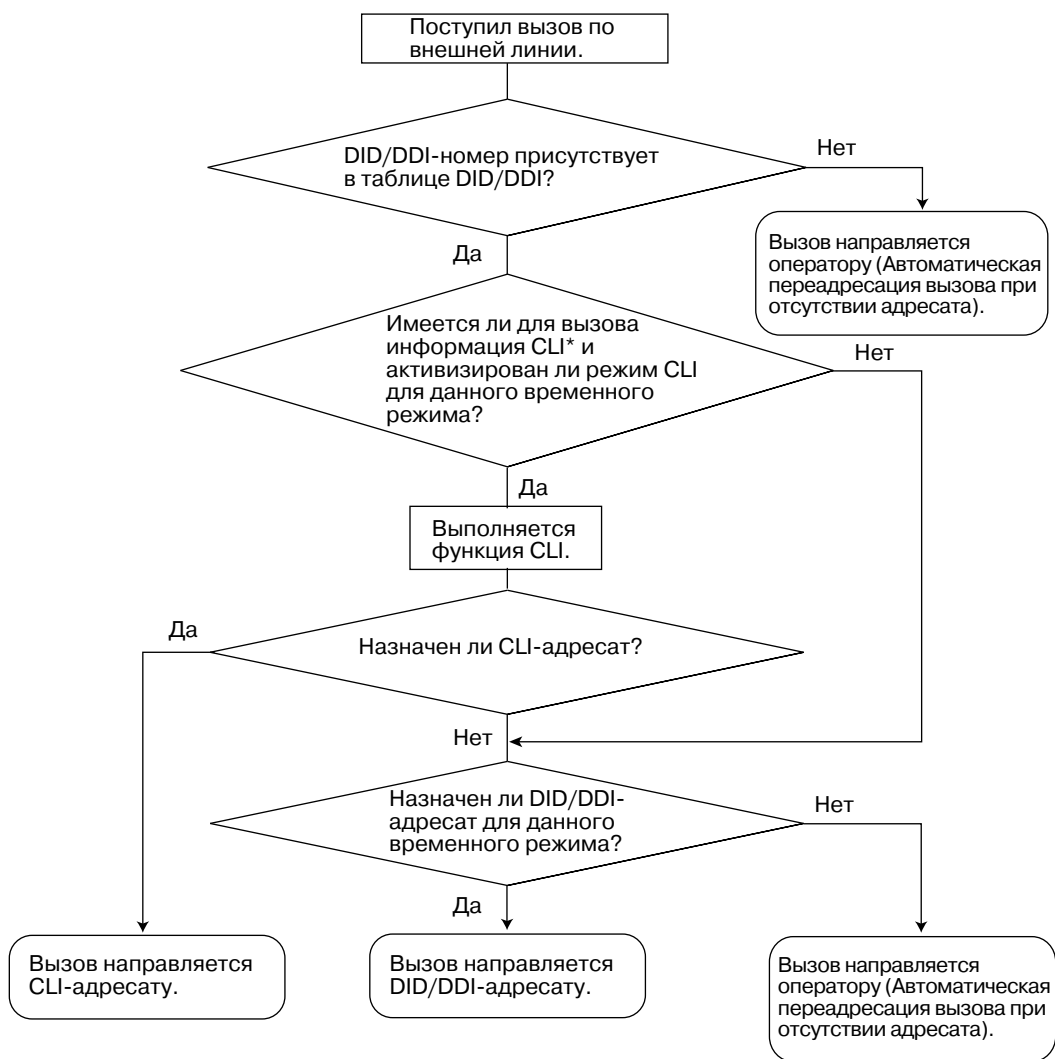 Поступил вызов по
внешней линии.
DID/DDI-номер присутствует
в таблице DID/DDI?
Нет
Да
Вызов направляется
оператору (Автоматическая
переадресация вызова при
отсутствии адресата).
Имеется ли для вызова
информация CLI* и
активизирован ли режим CLI
для данного временного
режима?
Нет
Да
Выполняется
функция CLI.
Да
Назначен ли CLI-адресат?
Нет
Назначен ли DID/DDI-
адресат для данного
временного режима?
Нет
Да
Вызов направляется
CLI-адресату.
Вызов направляется
DID/DDI-адресату.
Вызов направляется
оператору (Автоматическая
переадресация вызова при
отсутствии адресата).